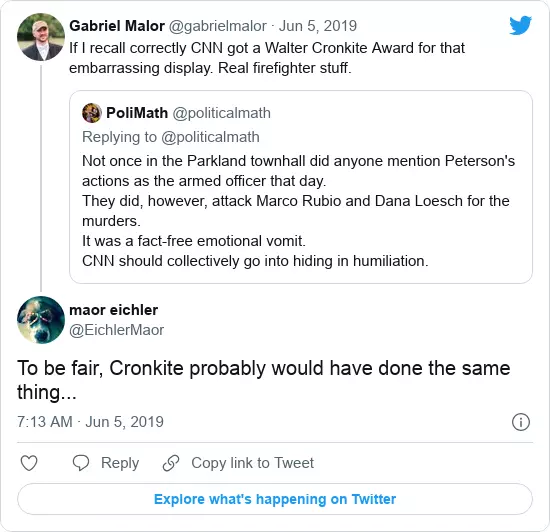 Gabriel Malor @gabrielmalor · Jun 5, 2019
If I recall correctly CNN got a Walter Cronkite Award for that
embarrassing display. Real firefighter stuff.
PoliMath @politicalmath
Replying to @politicalmath
Not once in the Parkland townhall did anyone mention Peterson's
actions as the armed officer that day.
They did, however, attack Marco Rubio and Dana Loesch for the
murders.
It was a fact-free emotional vomit.
CNN should collectively go into hiding in humiliation.
maor eichler
@EichlerMaor
To be fair, Cronkite probably would have done the same
thing...
7:13 AM · Jun 5, 2019
Reply
Copy link to Tweet
Explore what's happening on Twitter